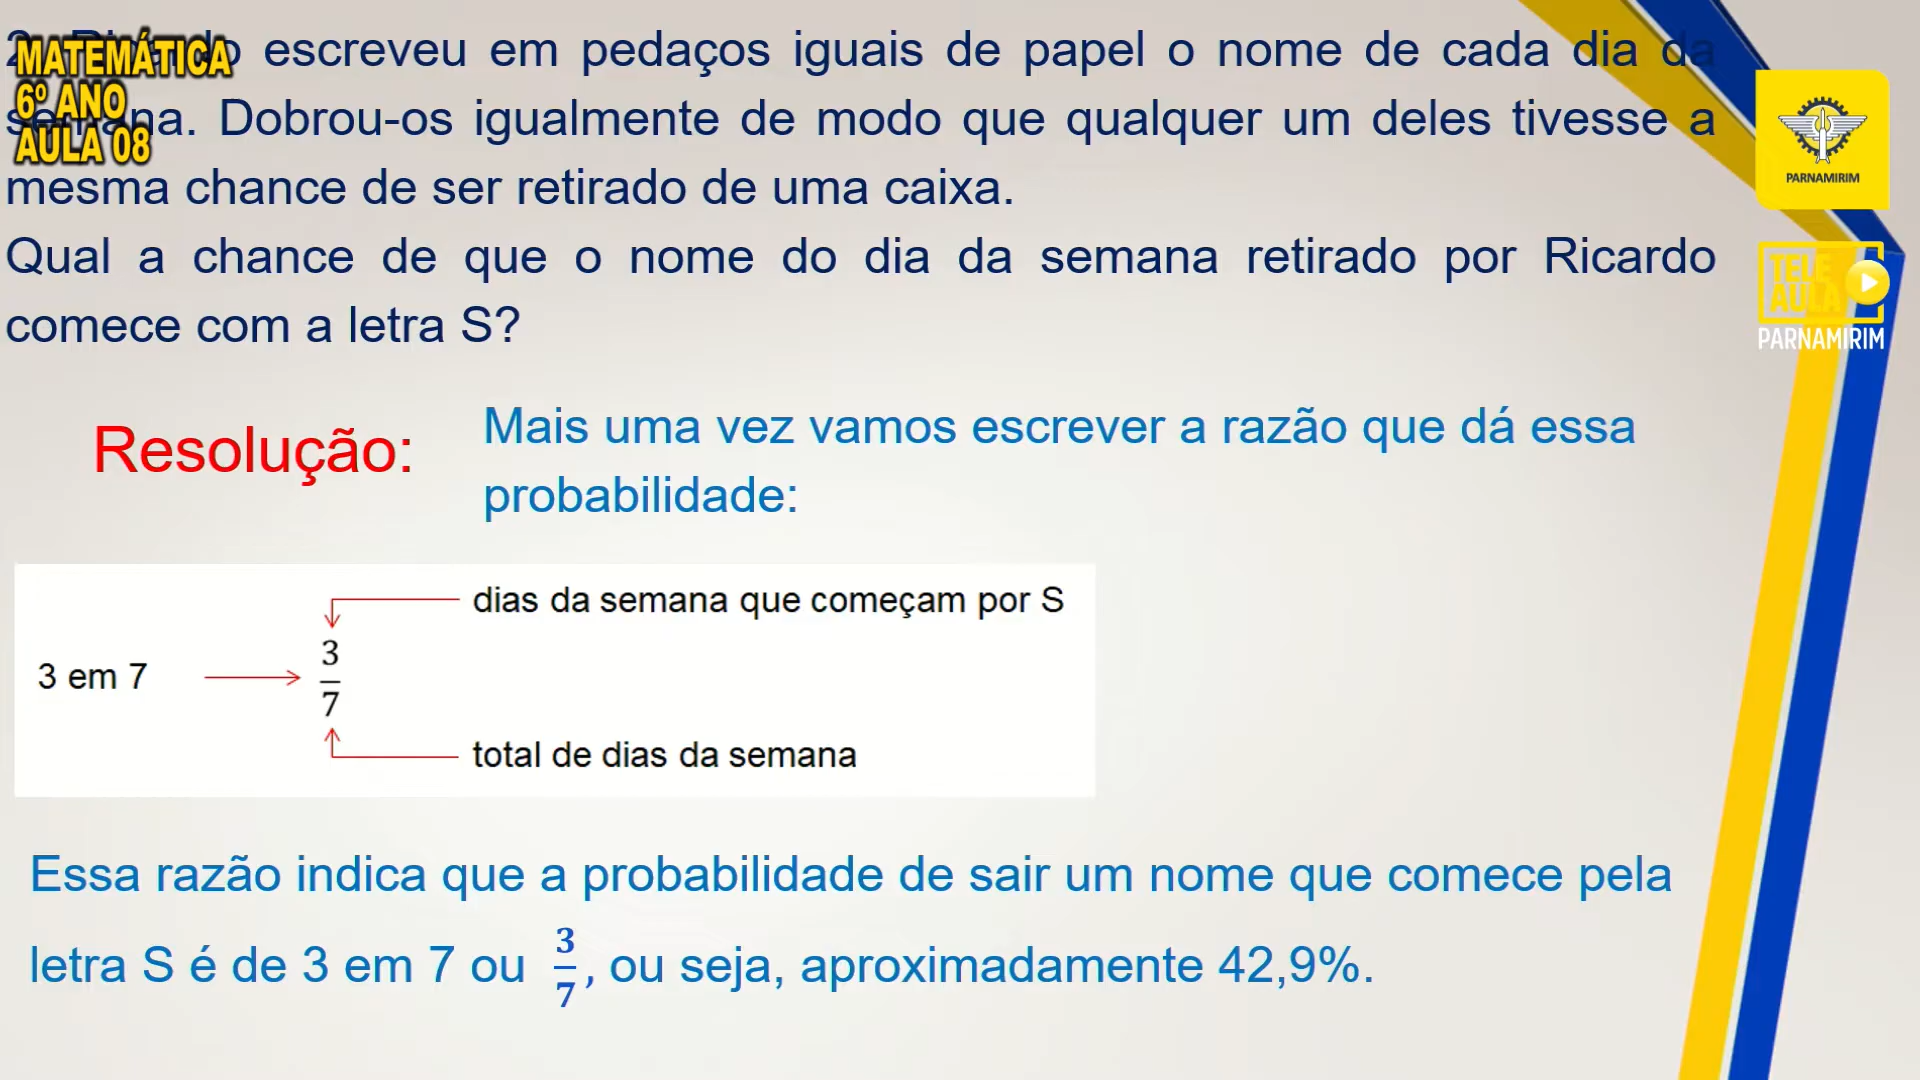 MATEMÁTICA
6º ANO
AULA 08
escreveu em pedaços iguais de papel o nome de cada dia da
semana. Dobrou-os igualmente de modo que qualquer um deles tivesse a
mesma chance de ser retirado de uma caixa.
Qual a chance de que o nome do dia da semana retirado por Ricardo
comece com a letra S?
PARNAMIRIM
TELE
AULA
PARNAMIRIM
Resolução:
Mais uma vez vamos escrever a razão que dá essa
probabilidade:
dias da semana que começam por S
3 em 7
3
7
total de dias da semana
Essa razão indica que a probabilidade de sair um nome que comece pela
letra S é de 3 em 7 ou 3/7, ou seja, aproximadamente 42,9%.